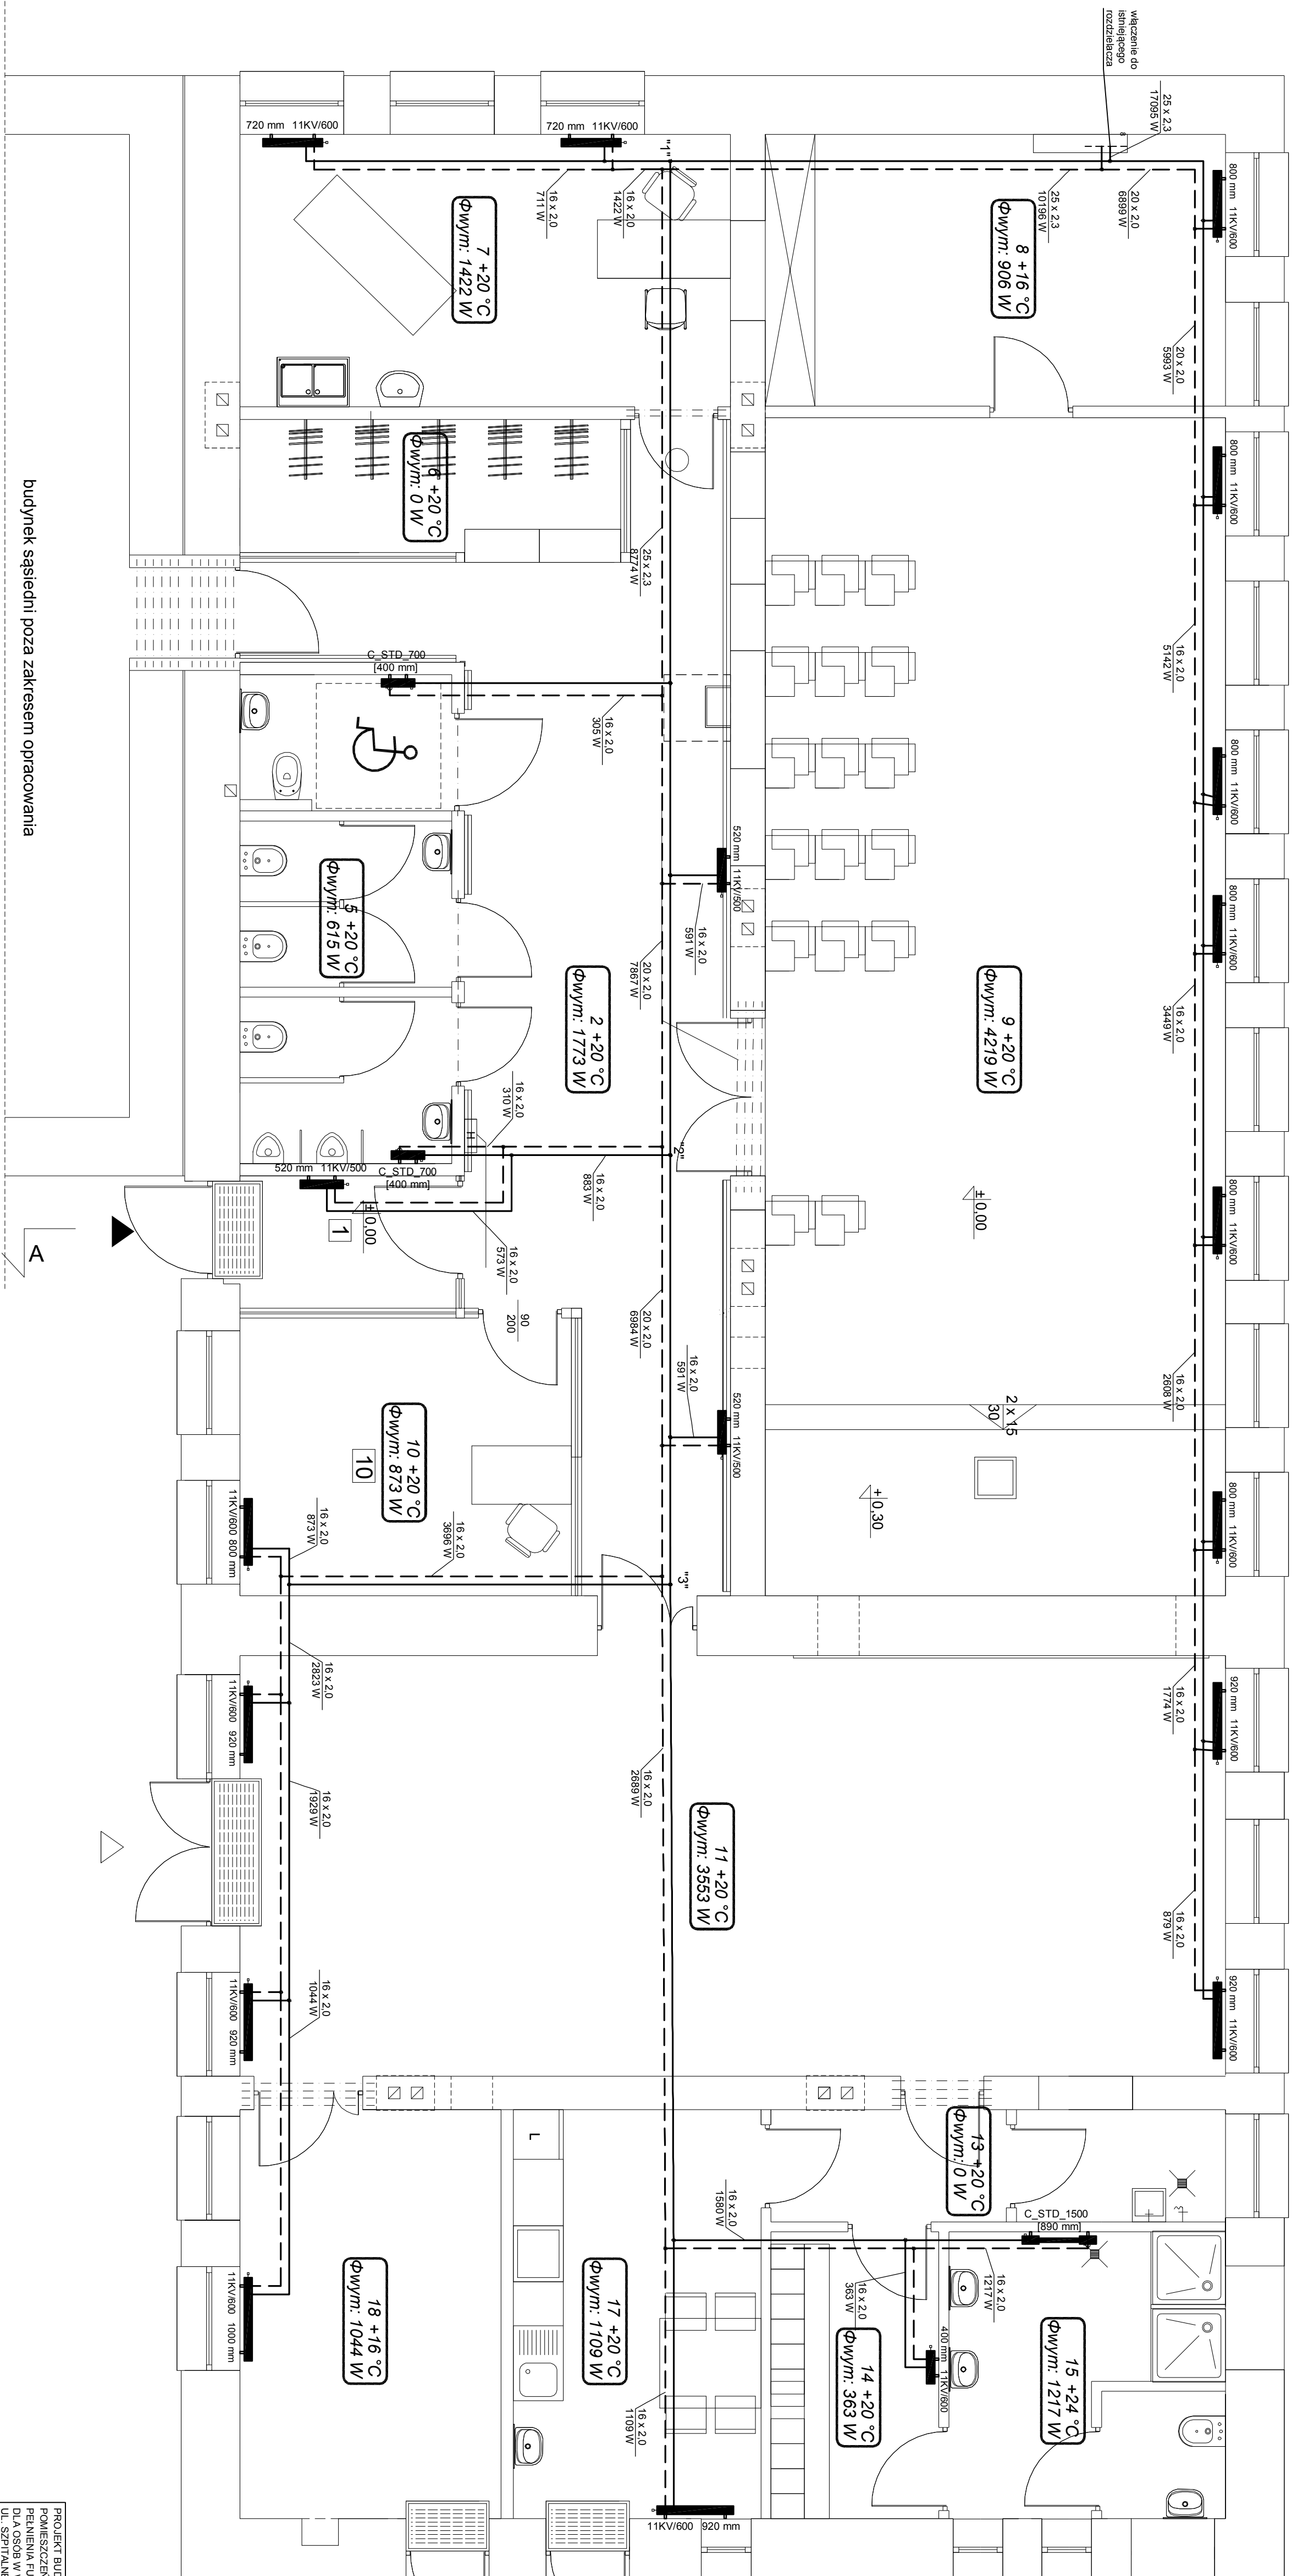 włączenie do
istniejącego
rozdzielacza
25 x 2,3
17095 W
720 mm 11KV/600
720 mm 11KV/600
"1"
16 x 2,0
711 W
16 x 2,0
1422 W
25 x 2,3
10196 W
20 x 2,0
6899 W
800 mm 11KV/600
7 +20 °C
Φwym: 1422 W
8 +16 °C
Φwym: 906 W
20 x 2,0
5993 W
6 +20 °C
Φwym: 0 W
800 mm 11KV/600
25 x 2,3
8774 W
budynek sąsiedni poza zakresem opracowania
C_STD_700
[400 mm]
16 x 2,0
305 W
16 x 2,0
5142 W
800 mm 11KV/600
5 +20 °C
Φwym: 615 W
520 mm 11KV/500
16 x 2,0
591 W
20 x 2,0
7867 W
2 +20 °C
Φwym: 1773 W
9 +20 °C
Φwym: 4219 W
800 mm 11KV/600
16 x 2,0
3449 W
16 x 2,0
310 W
H
"2"
520 mm 11KV/500
C_STD_700
[400 mm]
16 x 2,0
883 W
±0,00
1
±0,00
A
16 x 2,0
573 W
800 mm 11KV/600
90
200
20 x 2,0
6984 W
16 x 2,0
591 W
520 mm 11KV/500
2 x 15
30
16 x 2,0
2608 W
10 +20 °C
Φwym: 873 W
10
+0,30
11KV/600 800 mm
16 x 2,0
873 W
16 x 2,0
3696 W
"3"
800 mm 11KV/600
11KV/600 920 mm
16 x 2,0
2823 W
16 x 2,0
1929 W
16 x 2,0
2689 W
920 mm 11KV/600
16 x 2,0
1774 W
11 +20 °C
Φwym: 3553 W
16 x 2,0
879 W
11KV/600 920 mm
16 x 2,0
1044 W
920 mm 11KV/600
L
13 +20 °C
Φwym: 0 W
16 x 2,0
1580 W
C_STD_1500
[890 mm]
11KV/600 1000 mm
18 +16 °C
Φwym: 1044 W
17 +20 °C
Φwym: 1109 W
16 x 2,0
363 W
16 x 2,0
1217 W
14 +20 °C
Φwym: 363 W
400 mm 11KV/600
15 +24 °C
Φwym: 1217 W
16 x 2,0
1109 W
11KV/600 920 mm